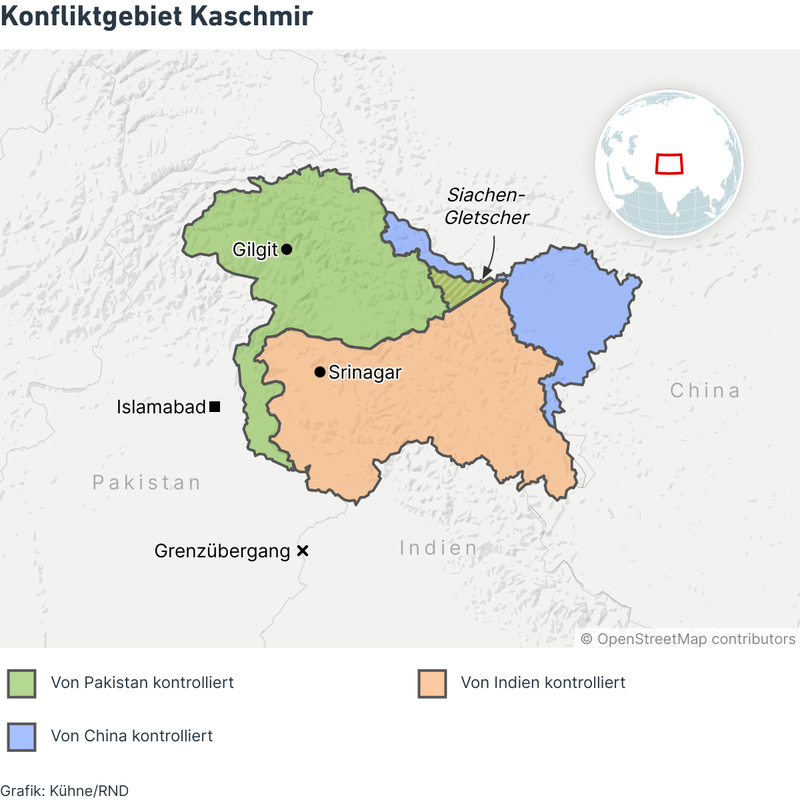 Konfliktgebiet Kaschmir
Siachen-
Gletscher
Gilgit
Srinagar
Islamabad
China
Pakistan
Grenzübergang
Indien
© OpenStreetMap contributors
Von Pakistan kontrolliert
Von Indien kontrolliert
Von China kontrolliert
Grafik: Kühne/RND